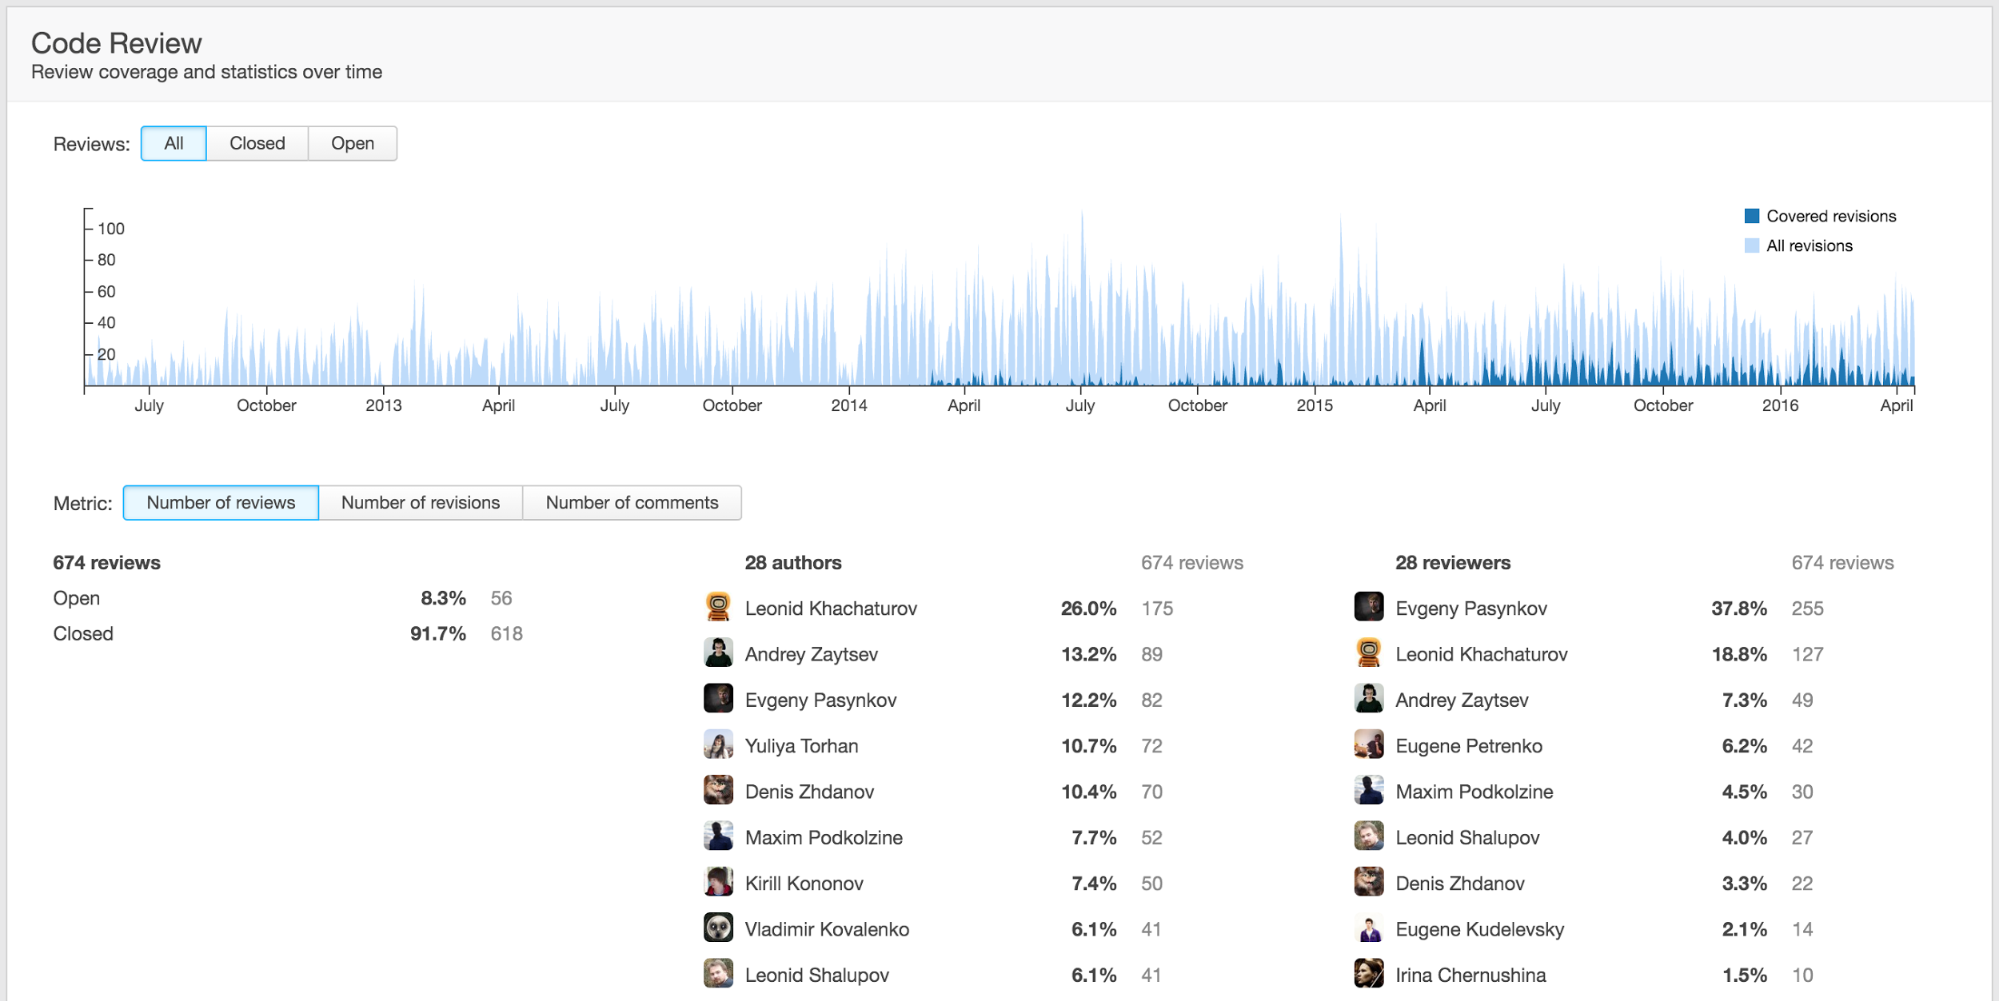 Code Review
Review coverage and statistics over time
Reviews: All Closed Open
100
80
60
40
20
Covered revisions
All revisions
July October 2013 April July October 2014 April July October 2015 April July October 2016 April
Metric: Number of reviews Number of revisions Number of comments
674 reviews
Open 8.3% 56
Closed 91.7% 618
28 authors 674 reviews
Leonid Khachaturov 26.0% 175
Andrey Zaytsev 13.2% 89
Evgeny Pasynkov 12.2% 82
Yuliya Torhan 10.7% 72
Denis Zhdanov 10.4% 70
Maxim Podkolzine 7.7% 52
Kirill Kononov 7.4% 50
Vladimir Kovalenko 6.1% 41
Leonid Shalupov 6.1% 41
28 reviewers 674 reviews
Evgeny Pasynkov 37.8% 255
Leonid Khachaturov 18.8% 127
Andrey Zaytsev 7.3% 49
Eugene Petrenko 6.2% 42
Maxim Podkolzine 4.5% 30
Leonid Shalupov 4.0% 27
Denis Zhdanov 3.3% 22
Eugene Kudelevsky 2.1% 14
Irina Chernushina 1.5% 10